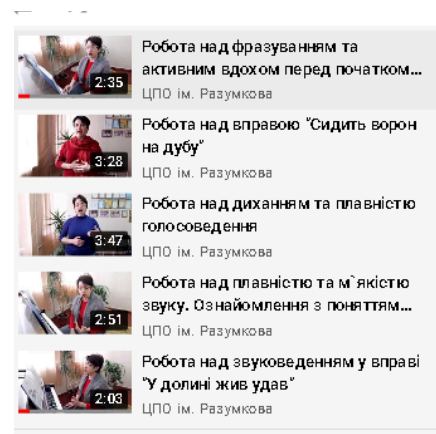 Робота над фразуванням та
активним вдохом перед початком...
ЦПО ім. Разумкова
2:35
Робота над вправою "Сидить ворон
на дубу"
ЦПО ім. Разумкова
3:28
Робота над диханням та плавністю
голосоведення
ЦПО ім. Разумкова
3:47
Робота над плавністю та м`якістю
звуку. Ознайомлення з поняттям...
ЦПО ім. Разумкова
2:51
Робота над звуковеденням у вправі
"У долині жив удав"
ЦПО ім. Разумкова
2:03